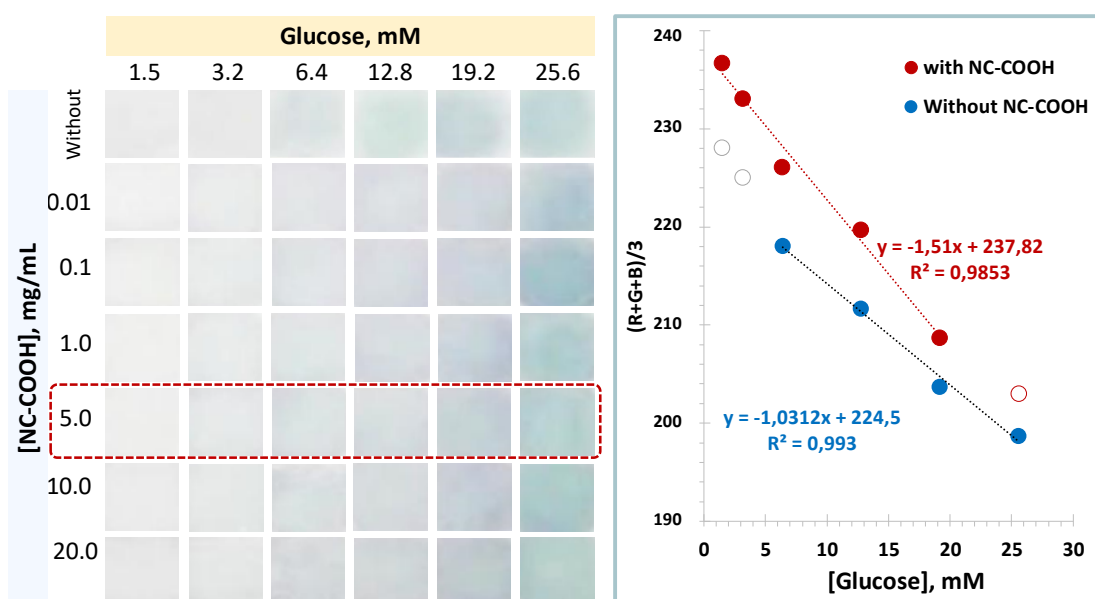 Glucose, mM
1.5 3.2 6.4 12.8 19.2 25.6
[NC-COOH], mg/mL
Without
0.01
0.1
1.0
5.0
10.0
20.0
240
230
220
210
200
190
(R+G+B)/3
with NC-COOH
Without NC-COOH
y = -1,51x + 237,82
R² = 0,9853
y = -1,0312x + 224,5
R² = 0,993
0 5 10 15 20 25 30
[Glucose], mM